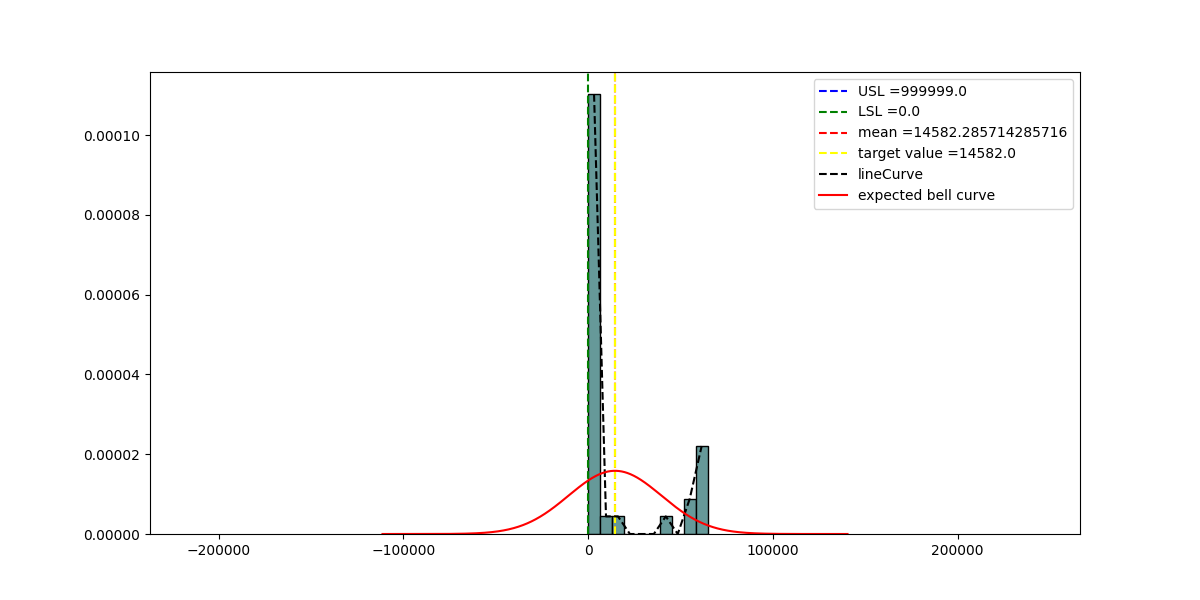 USL =999999.0
LSL =0.0
mean =14582.285714285716
target value =14582.0
lineCurve
expected bell curve
0.00010
0.00008
0.00006
0.00004
0.00002
0.00000
−200000 −100000 0 100000 200000